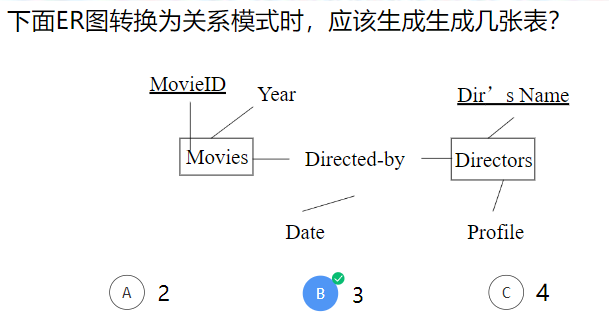 下面ER图转换为关系模式时，应该生成生成几张表？
MovieID
Year
Dir’s Name
Movies
Directed-by
Directors
Date
Profile
A 2
B 3
C 4